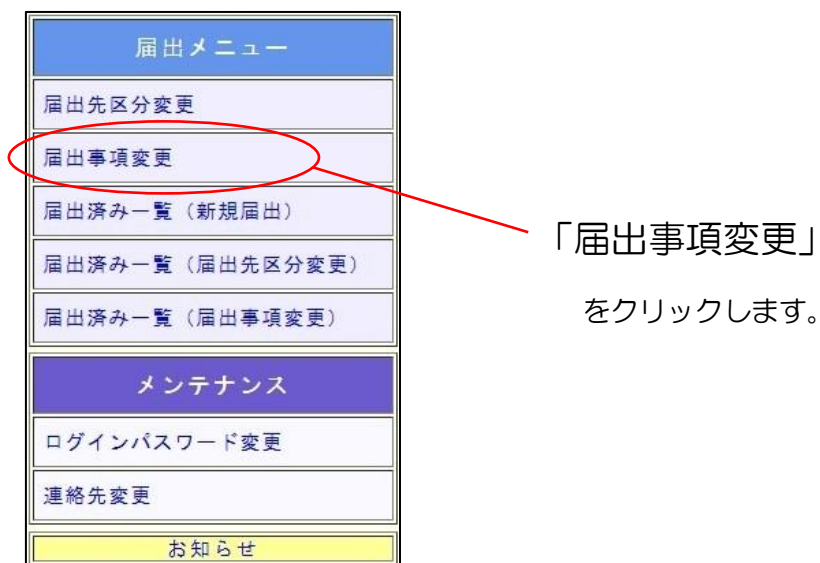 届出メニュー
届出先区分変更
届出事項変更
届出済み一覧（新規届出）
届出済み一覧（届出先区分変更）
届出済み一覧（届出事項変更）
メンテナンス
ログインパスワード変更
連絡先変更
お知らせ
「届出事項変更」
をクリックします。